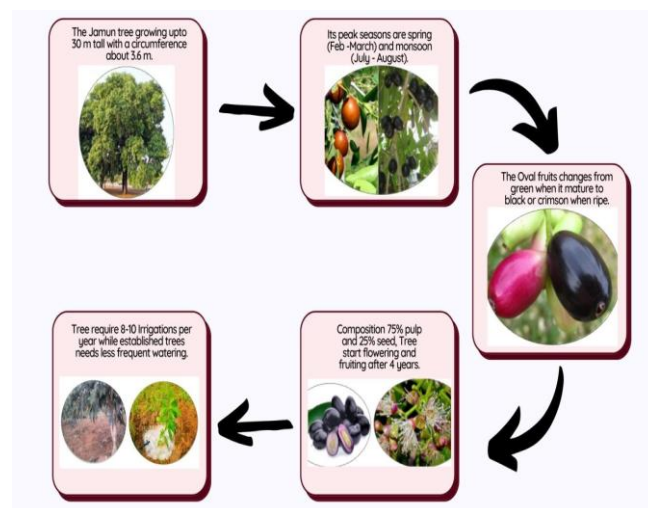 The Jamun tree growing upto
30 m tall with a circumference
about 3.6 m.
Its peak seasons are spring
(Feb -March) and monsoon
(July - August).
The Oval fruits changes from
green when it mature to
black or crimson when ripe.
Composition 75% pulp
and 25% seed, Tree
start flowering and
fruiting after 4 years.
Tree require 8-10 Irrigations per
year while established trees
needs less frequent watering.